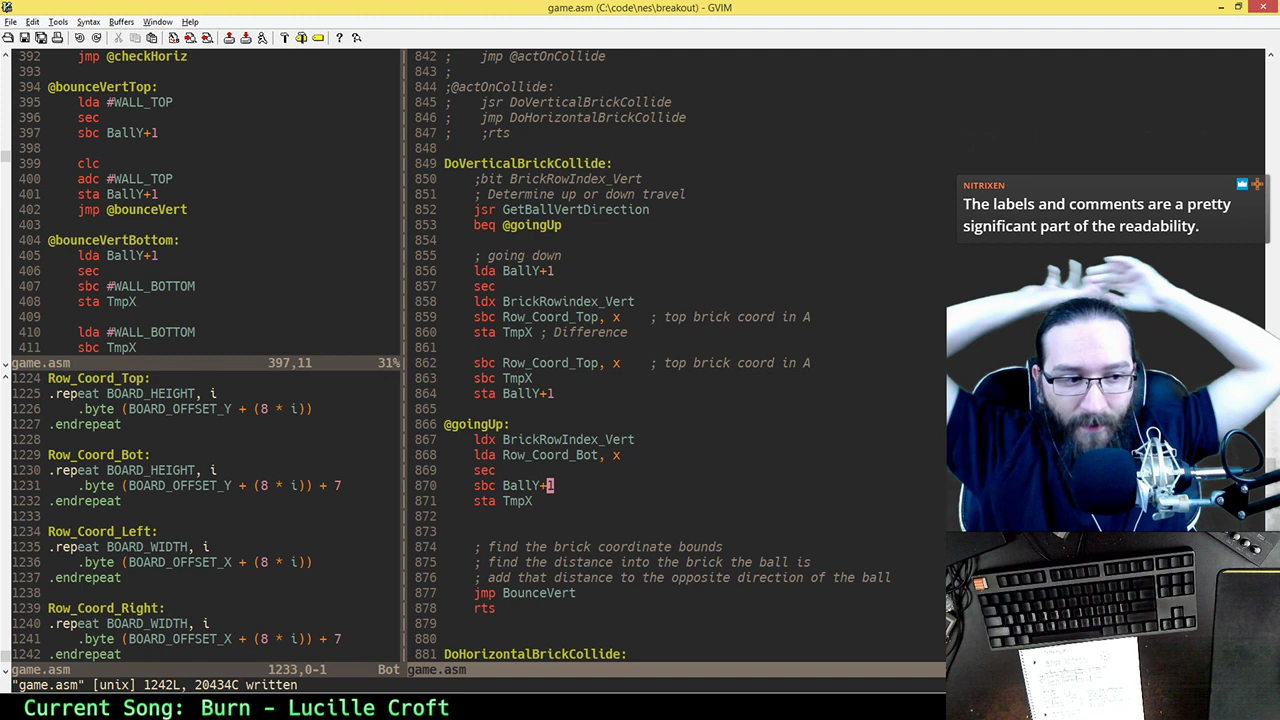 game.asm (C:\code\nes\breakout) - GVIM
File Edit Tools Syntax Buffers Window Help
392 jmp @checkHoriz
393
394 @bounceVertTop:
395 lda #WALL_TOP
396 sec
397 sbc BallY+1
399 clc
400 adc #WALL_TOP
401 sta BallY+1
402 jmp @bounceVert
403
404 @bounceVertBottom:
405 lda BallY+1
406 sec
407 sbc #WALL_BOTTOM
408 sta TmpX
410 lda #WALL_BOTTOM
411 sbc TmpX
game.asm 397,11 31%
1224 Row_Coord_Top:
1225 .repeat BOARD_HEIGHT, i
1226 .byte (BOARD_OFFSET_Y + (8 * i))
1227 .endrepeat
1228
1229 Row_Coord_Bot:
1230 .repeat BOARD_HEIGHT, i
1231 .byte (BOARD_OFFSET_Y + (8 * i)) + 7
1232 .endrepeat
1233
1234 Row_Coord_Left:
1235 .repeat BOARD_WIDTH, i
1236 .byte (BOARD_OFFSET_X + (8 * i))
1237 .endrepeat
1238
1239 Row_Coord_Right:
1240 .repeat BOARD_WIDTH, i
1241 .byte (BOARD_OFFSET_X + (8 * i)) + 7
1242 .endrepeat
game.asm 1233,0-1 Bot
842 ; jmp @actOnCollide
843 ;
844 ;@actOnCollide:
845 ; jsr DoVerticalBrickCollide
846 ; jmp DoHorizontalBrickCollide
847 ; ;rts
848
849 DoVerticalBrickCollide:
850 ;bit BrickRowIndex_Vert
851 ; Determine up or down travel
852 jsr GetBallVertDirection
853 beq @goingUp
854
855 ; going down
856 lda BallY+1
857 sec
858 ldx BrickRowindex_Vert
859 sbc Row_Coord_Top, x ; top brick coord in A
860 sta TmpX ; Difference
861
862 sbc Row_Coord_Top, x ; top brick coord in A
863 sbc TmpX
864 sta BallY+1
865
866 @goingUp:
867 ldx BrickRowIndex_Vert
868 lda Row_Coord_Bot, x
869 sec
870 sbc BallY+1
871 sta TmpX
872
873
874 ; find the brick coordinate bounds
875 ; find the distance into the brick the ball is
876 ; add that distance to the opposite direction of the ball
877 jmp BounceVert
878 rts
879
880
881 DoHorizontalBrickCollide:
game.asm
"game.asm" [unix] 1242L, 20434C written
NITRIXEN
The labels and comments are a pretty
significant part of the readability.
Current Song: Burn - Lucille Croft